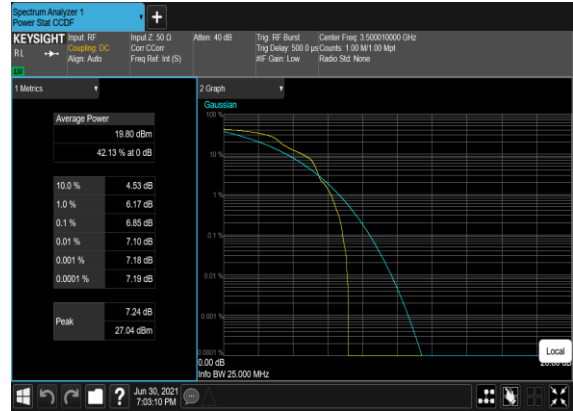 Spectrum Analyzer 1
Power Stat CCDF
KEYSIGHT
R L
LXI
Input: RF
Coupling: DC
Align: Auto
Input Z: 50 Ω
Corr CCorr
Freq Ref: Int (S)
Atten: 40 dB
Trig: RF Burst
Trig Delay: 500.0 µs
#IF Gain: Low
Center Freq: 3.500010000 GHz
Counts: 1.00 M/1.00 Mpt
Radio Std: None
1 Metrics
Average Power
19.80 dBm
42.13 % at 0 dB
10.0 % 4.53 dB
1.0 % 6.17 dB
0.1 % 6.85 dB
0.01 % 7.10 dB
0.001 % 7.18 dB
0.0001 % 7.19 dB
Peak
7.24 dB
27.04 dBm
2 Graph
Gaussian
100 %
10 %
1 %
0.1 %
0.01 %
0.001 %
0.0001 %
0.00 dB
Info BW 25.000 MHz
Local
Jun 30, 2021
7:03:10 PM